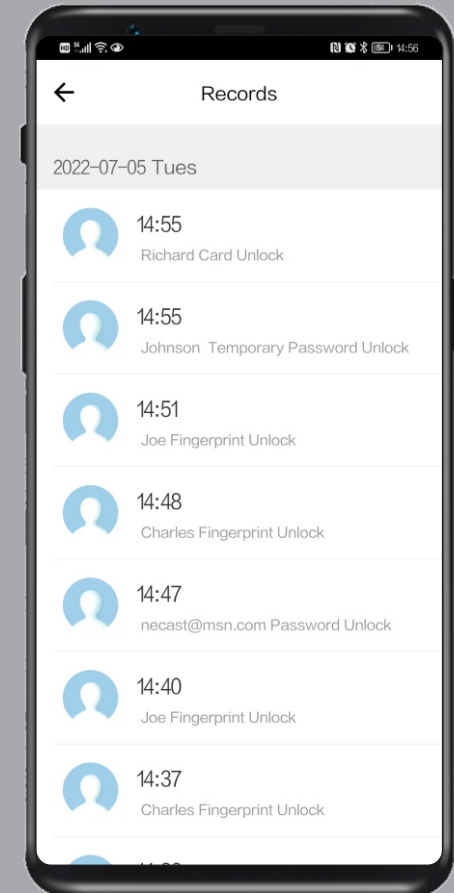 14:56
Records
2022-07-05 Tues
14:55
Richard Card Unlock
14:55
Johnson Temporary Password Unlock
14:51
Joe Fingerprint Unlock
14:48
Charles Fingerprint Unlock
14:47
necast@msn.com Password Unlock
14:40
Joe Fingerprint Unlock
14:37
Charles Fingerprint Unlock